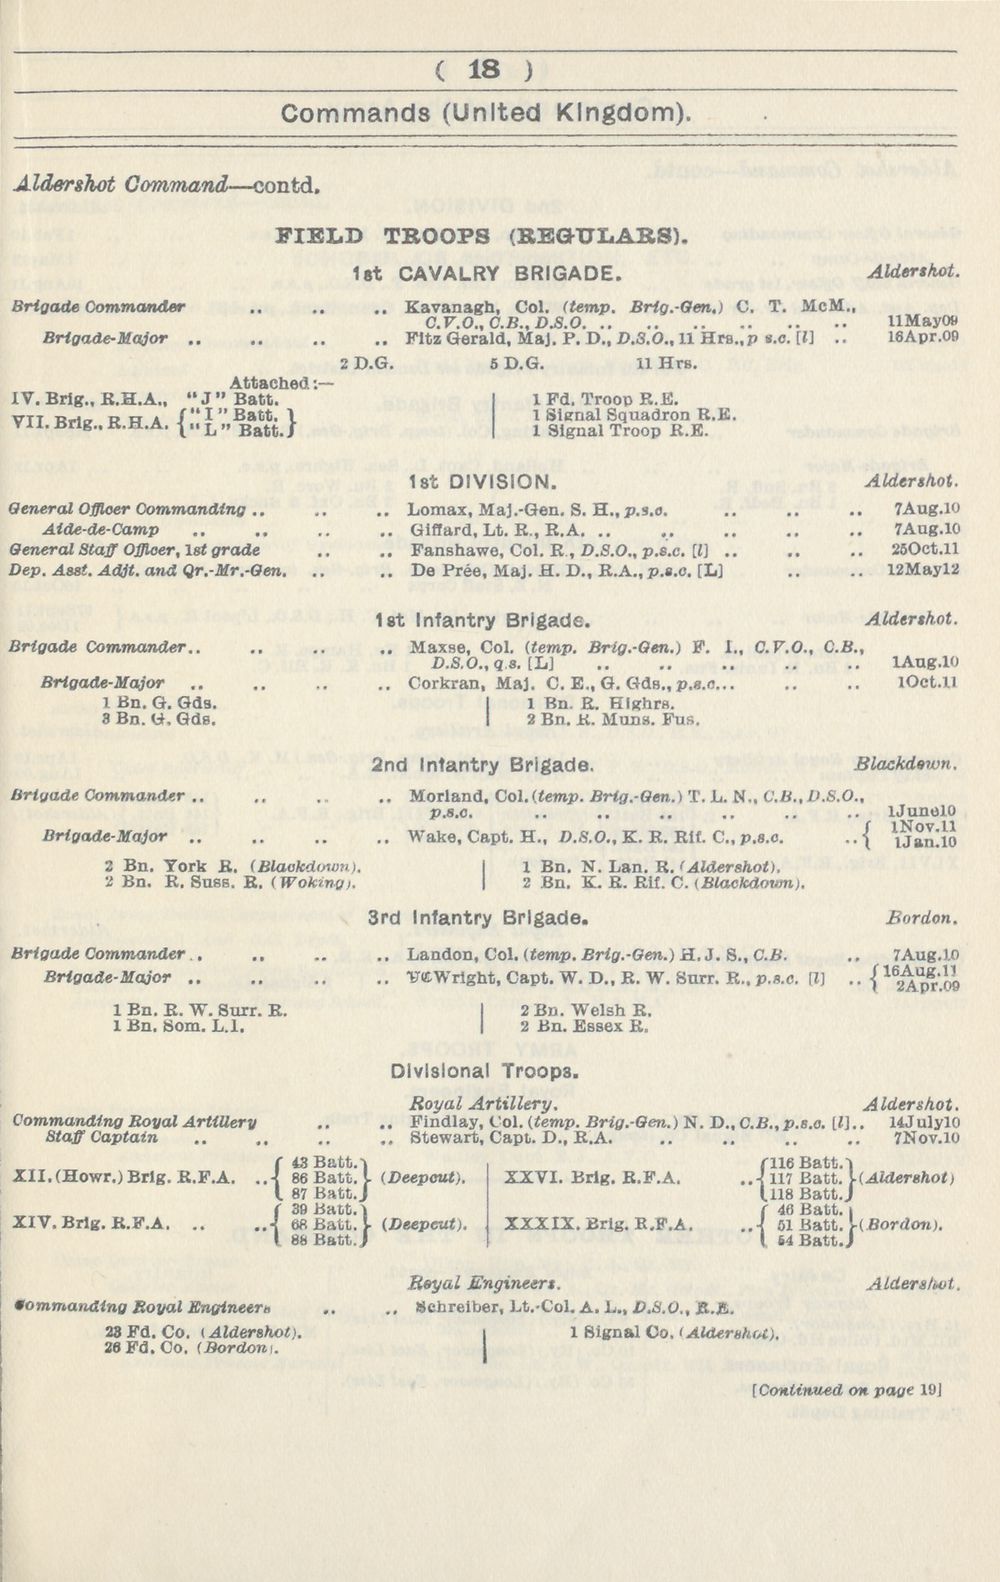 ( 18 )
Commands (United Kingdom).
Aldershot Command—contd.
FIELD TROOPS (REGULARS).
1st CAVALRY BRIGADE. Aldershot.
Brigade Commander .. .. .. Kavanagh, Col. (temp. Brig.-Gen.) C. T. McM.,
C.V.O., C.B., D.S.O. .. .. .. .. .. .. 11May09
Brigade-Major .. .. .. .. Fitz Gerald, Maj. P. D., D.S.O., 11 Hrs., p s.c. [l] .. 16Apr.09
2 D.G. 5 D.G. 11 Hrs.
Attached:—
IV. Brig., R.H.A., "J" Batt. 1 Fd. Troop R.E.
VII. Brig., R.H.A. { "I" Batt. } 1 Signal Squadron R.E.
{ "L" Batt. } 1 Signal Troop R.E.
1st DIVISION. Aldershot.
General Officer Commanding .. .. .. Lomax, Maj.-Gen. S. H., p.s.c. .. .. .. 7Aug.10
Aide-de-Camp .. .. .. .. Giffard, Lt. R., R.A. .. .. .. .. .. 7Aug.10
General Staff Officer, 1st grade .. .. Fanshawe, Col. R., D.S.O., p.s.c. [l] .. .. .. 25Oct.11
Dep. Asst. Adjt. and Qr.-Mr.-Gen. .. .. De Prée, Maj. H. D., R.A., p.s.c. [L] .. .. 12May12
1st Infantry Brigade. Aldershot.
Brigade Commander.. .. .. .. Maxse, Col. (temp. Brig.-Gen.) F. I., C.V.O., C.B.,
D.S.O., q.s. [L] .. .. .. .. .. 1Aug.10
Brigade-Major .. .. .. .. Corkran, Maj. C. E., G. Gds., p.s.c... .. .. 1Oct.11
1 Bn. G. Gds. 1 Bn. R. Highrs.
3 Bn. G. Gds. 2 Bn. R. Muns. Fus.
2nd Infantry Brigade. Blackdown.
Brigade Commander .. .. .. .. Morland, Col. (temp. Brig.-Gen.) T. L. N., C.B., D.S.O.,
p.s.c. .. .. .. .. .. .. 1June10
Brigade-Major .. .. .. .. Wake, Capt. H., D.S.O., K. R. Rif. C., p.s.c. .. { 1Nov.11
1Jan.10
2 Bn. York R. (Blackdown). 1 Bn. N. Lan. R. (Aldershot).
2 Bn. R. Suss. R. (Woking). 2 Bn. K. R. Rif. C. (Blackdown).
3rd Infantry Brigade. Bordon.
Brigade Commander .. .. .. .. Landon, Col. (temp. Brig.-Gen.) H. J. S., C.B. .. 7Aug.10
Brigade-Major .. .. .. .. V.C. Wright, Capt. W. D., R. W. Surr. R., p.s.c. [l] .. { 16Aug.11
2Apr.09
1 Bn. R. W. Surr. R. 2 Bn. Welsh R.
1 Bn. Som. L.I. 2 Bn. Essex R.
Divisional Troops.
Royal Artillery. Aldershot.
Commanding Royal Artillery .. .. Findlay, Col. (temp. Brig.-Gen.) N. D., C.B., p.s.c. [l].. 14July10
Staff Captain .. .. .. .. Stewart, Capt. D., R.A. .. .. .. .. 7Nov.10
XII. (Howr.) Brig. R.F.A. .. { 43 Batt. 86 Batt. 87 Batt. } (Deepcut). XXVI. Brig. R.F.A. .. { 116 Batt. 117 Batt. 118 Batt. } (Aldershot)
XIV. Brig. R.F.A. .. .. { 39 Batt. 68 Batt. 88 Batt. } (Deepcut). XXXIX. Brig. R.F.A. .. { 46 Batt. 51 Batt. 54 Batt. } (Bordon).
Royal Engineers. Aldershot.
Commanding Royal Engineers .. .. Schreiber, Lt.-Col. A. L., D.S.O., R.E.
23 Fd. Co. (Aldershot). 1 Signal Co. (Aldershot).
26 Fd. Co. (Bordon).
[Continued on page 19]